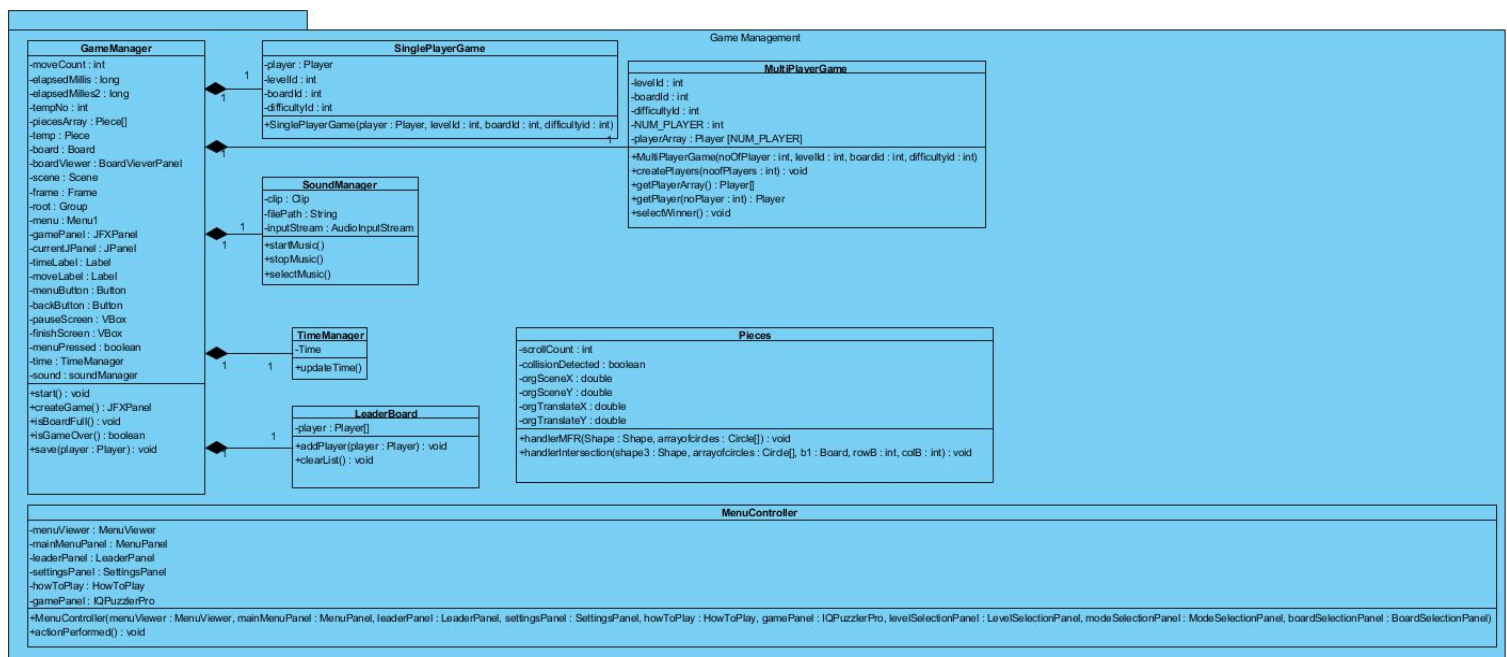 Game Management
GameManager
-moveCount : int
-elapsedMillis : long
-elapsedMilles2 : long
-tempNo : int
-piecesArray : Piece[]
-temp : Piece
-board : Board
-boardViewer : BoardVieverPanel
-scene : Scene
-frame : Frame
-root : Group
-menu : Menu1
-gamePanel : JFXPanel
-currentJPanel : JPanel
-timeLabel : Label
-moveLabel : Label
-menuButton : Button
-backButton : Button
-pauseScreen : VBox
-finishScreen : VBox
-menuPressed : boolean
-time : TimeManager
-sound : soundManager
+start() : void
+createGame() : JFXPanel
+isBoardFull() : void
+isGameOver() : boolean
+save(player : Player) : void
1
1
1
1
1
1
1
1
1
1
SinglePlayerGame
-player : Player
-levelId : int
-boardId : int
-difficultyId : int
+SinglePlayerGame(player : Player, levelId : int, boardId : int, difficultyid : int)
MultiPlayerGame
-levelId : int
-boardId : int
-difficultyId : int
-NUM_PLAYER : int
-playerArray : Player [NUM_PLAYER]
+MultiPlayerGame(noOfPlayer : int, levelId : int, boardid : int, difficultyid : int)
+createPlayers(noofPlayers : int) : void
+getPlayerArray() : Player[]
+getPlayer(noPlayer : int) : Player
+selectWinner() : void
SoundManager
-clip : Clip
-filePath : String
-inputStream : AudioInputStream
+startMusic()
+stopMusic()
+selectMusic()
TimeManager
-Time
+updateTime()
LeaderBoard
-player : Player[]
+addPlayer(player : Player) : void
+clearList() : void
Pieces
-scrollCount : int
-collisionDetected : boolean
-orgSceneX : double
-orgSceneY : double
-orgTranslateX : double
-orgTranslateY : double
+handlerMFR(Shape : Shape, arrayofcircles : Circle[]) : void
+handlerIntersection(shape3 : Shape, arrayofcircles : Circle[], b1 : Board, rowB : int, colB : int) : void
MenuController
-menuViewer : MenuViewer
-mainMenuPanel : MenuPanel
-leaderPanel : LeaderPanel
-settingsPanel : SettingsPanel
-howToPlay : HowToPlay
-gamePanel : IQPuzzlerPro
+MenuController(menuViewer : MenuViewer, mainMenuPanel : MenuPanel, leaderPanel : LeaderPanel, settingsPanel : SettingsPanel, howToPlay : HowToPlay, gamePanel : IQPuzzlerPro, levelSelectionPanel : LevelSelectionPanel, modeSelectionPanel : ModeSelectionPanel, boardSelectionPanel : BoardSelectionPanel)
+actionPerformed() : void